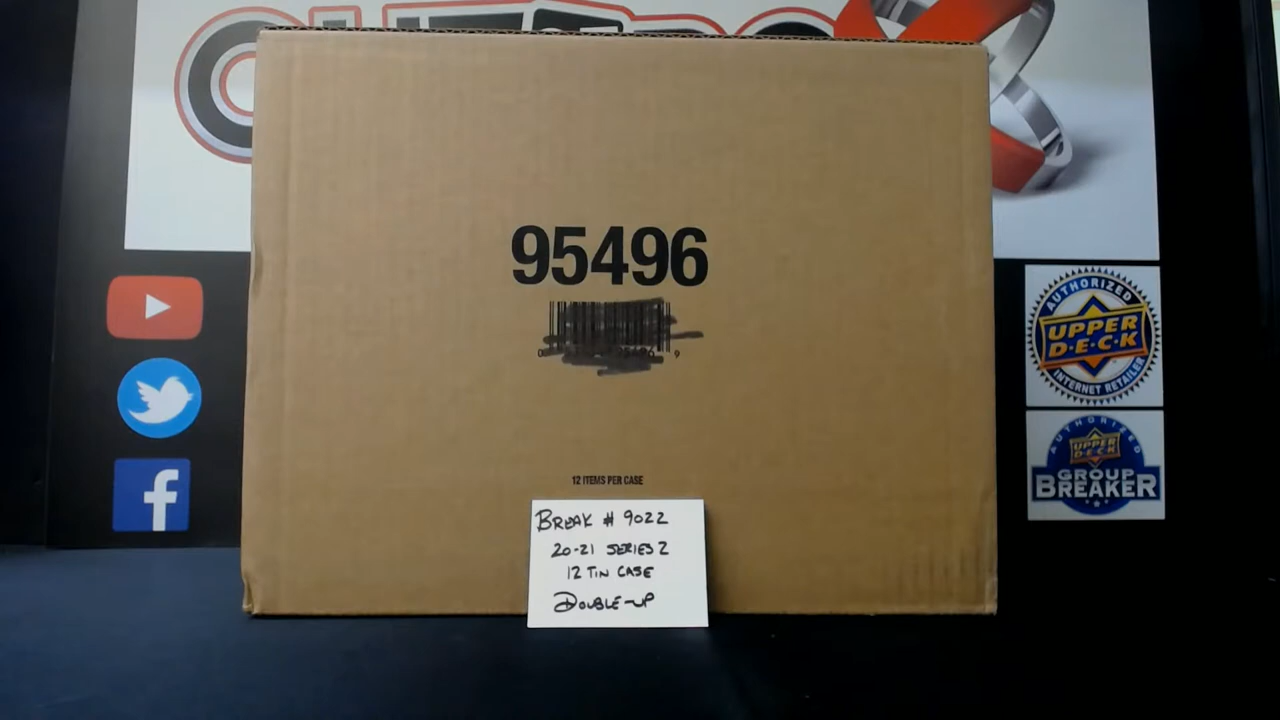 95496
12 ITEMS PER CASE
BREAK # 9022
20-21 SERIES 2
12 TIN CASE
DOUBLE-UP
AUTHORIZED
UPPER
D·E·C·K
INTERNET RETAILER
AUTHORIZED
UPPER
DECK
GROUP
BREAKER